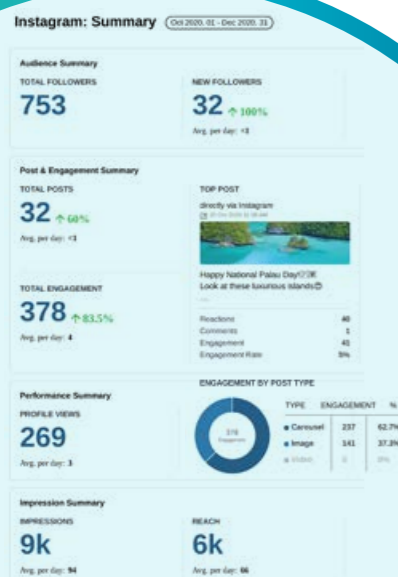 Instagram: Summary
Oct 2020, 01 - Dec 2020, 31
Audience Summary
TOTAL FOLLOWERS
753
NEW FOLLOWERS
32 ↑ 100%
Avg. per day: <1
Post & Engagement Summary
TOTAL POSTS
32 ↑ 60%
Avg. per day: <1
TOTAL ENGAGEMENT
378 ↑ 83.5%
Avg. per day: 4
TOP POST
directly via Instagram
Happy National Palau Day!
Look at these luxurious islands😍
...
Reactions 40
Comments 1
Engagement 41
Engagement Rate 5%
Performance Summary
PROFILE VIEWS
269
Avg. per day: 3
ENGAGEMENT BY POST TYPE
378
Engagement
TYPE ENGAGEMENT %
Carousel 237 62.7%
Image 141 37.3%
Video 0 0%
Impression Summary
IMPRESSIONS
9k
Avg. per day: 94
REACH
6k
Avg. per day: 66